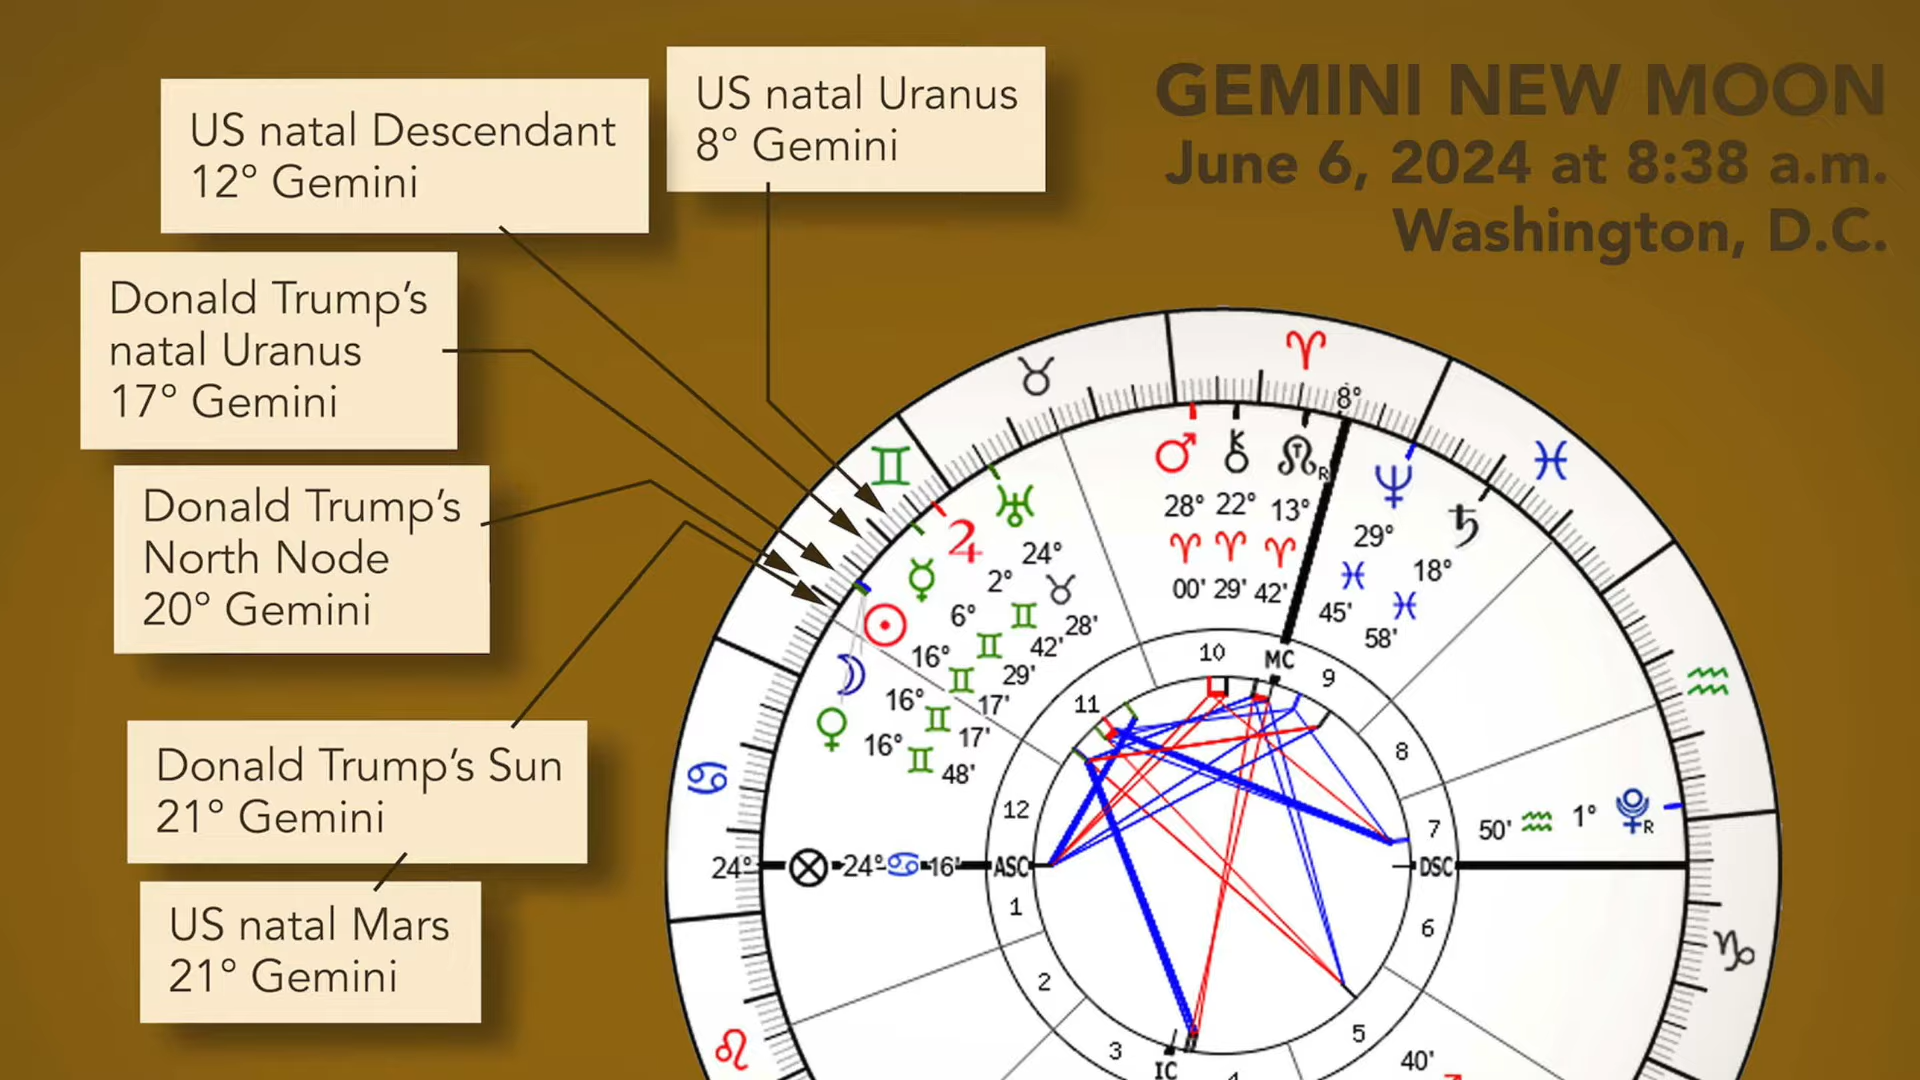 US natal Uranus
8° Gemini
GEMINI NEW MOON
June 6, 2024 at 8:38 a.m.
Washington, D.C.
US natal Descendant
12° Gemini
Donald Trump’s
natal Uranus
17° Gemini
Donald Trump’s
North Node
20° Gemini
Donald Trump’s Sun
21° Gemini
US natal Mars
21° Gemini
♈
8°
♉
♊
♓
♒
♋
♑
♌
♂ 28° ♈ 00'
⚷ 22° ♈ 29'
☊ T R 13° ♈ 42'
♆ 29° ♓ 45'
♄ 18° ♓ 58'
♅ 24° ♉ 28'
♃ 2° ♊ 42'
☿ 6° ♊ 29'
☉ 16° ♊ 17'
☽ 16° ♊ 17'
♀ 16° ♊ 48'
10
MC
9
11
8
12
7
50' ♒ 1° R
24° ⊗ 24° ♋ 16' ASC
DSC
1
6
2
5
3
4
IC
40'